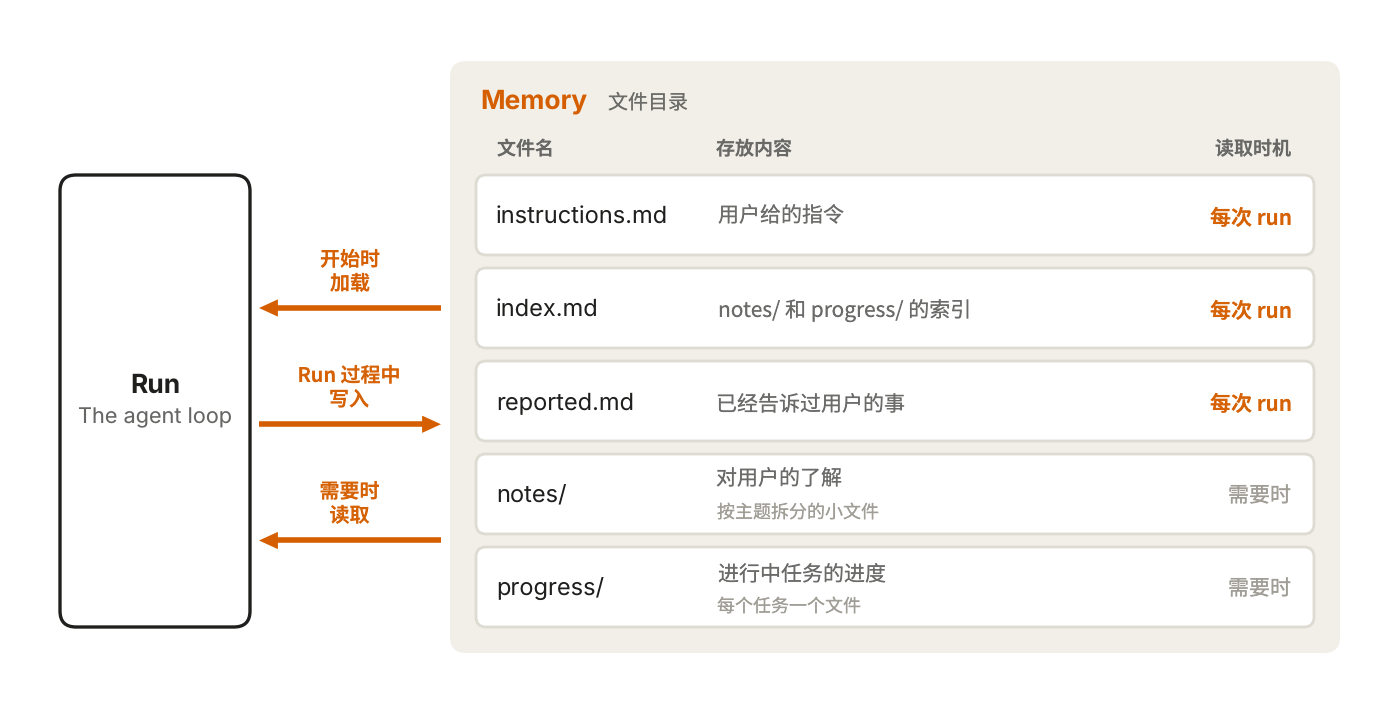 Memory 文件目录
文件名 存放内容 读取时机
instructions.md 用户给的指令 每次 run
index.md notes/ 和 progress/ 的索引 每次 run
reported.md 已经告诉过用户的事 每次 run
notes/ 对用户的了解 需要时
按主题拆分的小文件
progress/ 进行中任务的进度 需要时
每个任务一个文件
开始时
加载
Run 过程中
写入
需要时
读取
Run
The agent loop